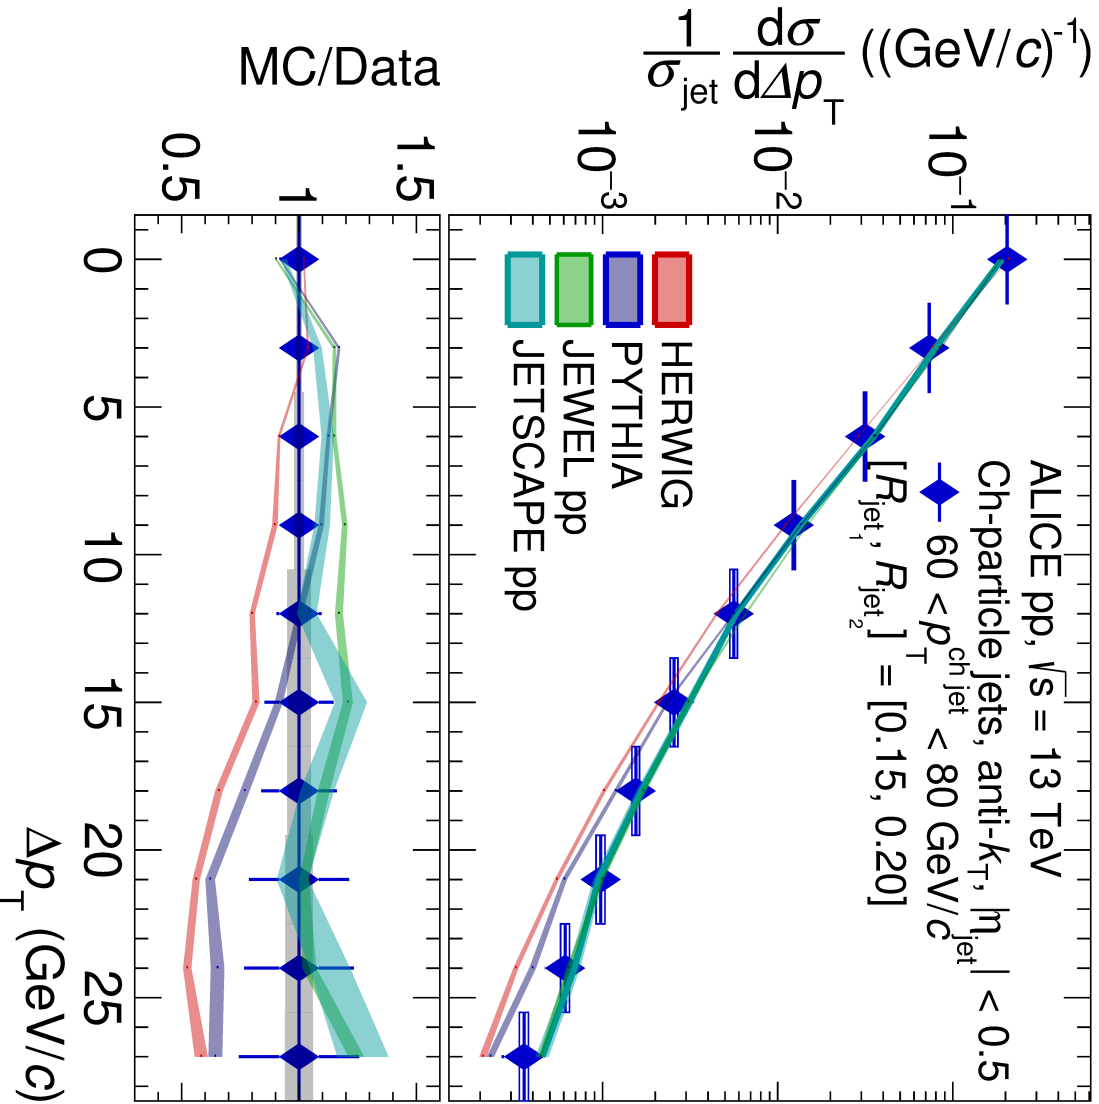 ALICE pp, √s = 13 TeV
Ch-particle jets, anti-kT, |ηjet| < 0.5
60 < pT^ch jet < 80 GeV/c
[Rjet1, Rjet2] = [0.15, 0.20]
HERWIG
PYTHIA
JEWEL pp
JETSCAPE pp
1/σjet dσ/dΔpT ((GeV/c)^-1)
10^−1
10^−2
10^−3
MC/Data
1.5
1
0.5
0 5 10 15 20 25
ΔpT (GeV/c)